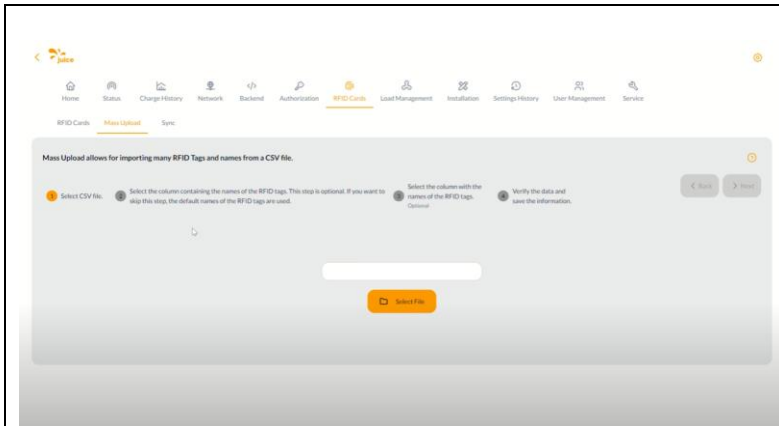 juice
Home Status Charge History Network Backend Authorization RFID Cards Load Management Installation Settings History User Management Service
RFID Cards Mass Upload Sync
Mass Upload allows for importing many RFID Tags and names from a CSV file.
1 Select CSV file.
2 Select the column containing the names of the RFID tags. This step is optional. If you want to
skip this step, the default names of the RFID tags are used.
3 Select the column with the
names of the RFID tags.
Optional
4 Verify the data and
save the information.
Back Next
Select File